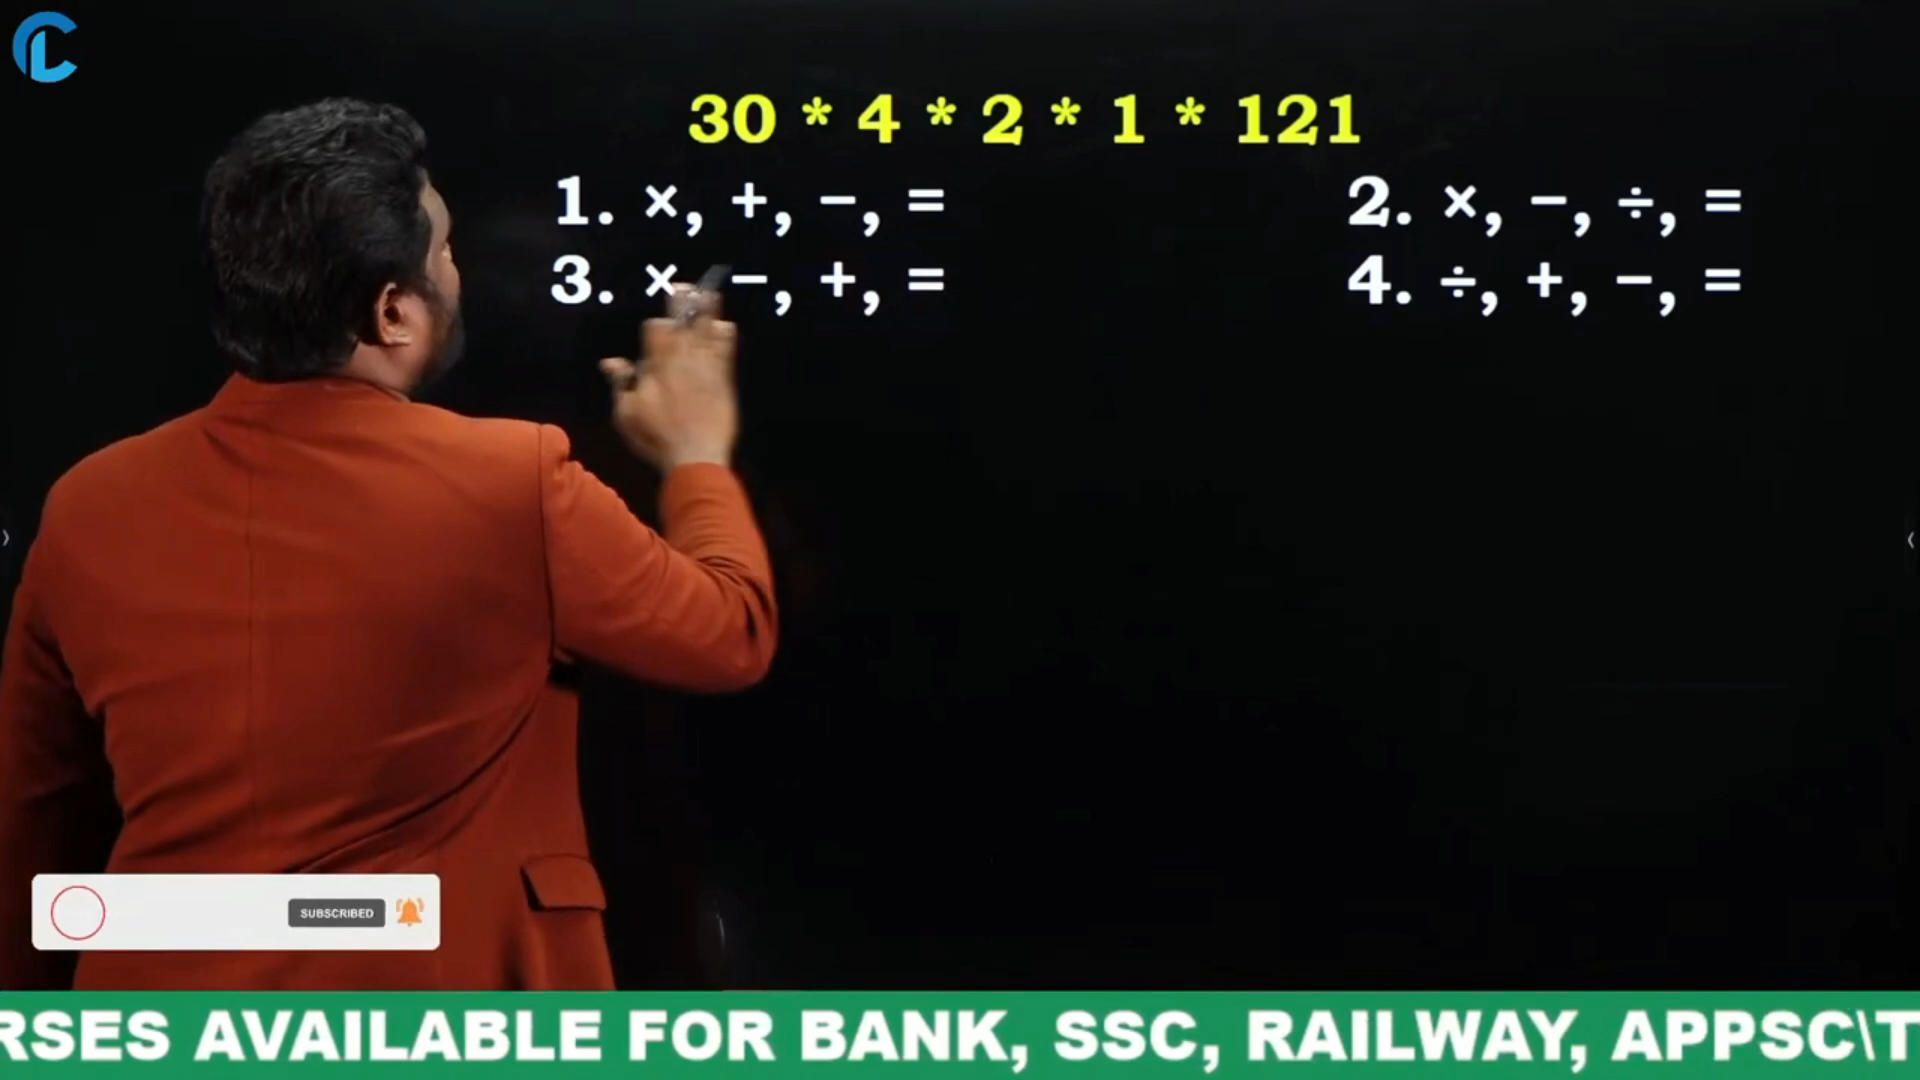 30 * 4 * 2 * 1 * 121
1. ×, +, −, =
2. ×, −, ÷, =
3. × −, +, =
4. ÷, +, −, =
SUBSCRIBED
RSES AVAILABLE FOR BANK, SSC, RAILWAY, APPSC\T